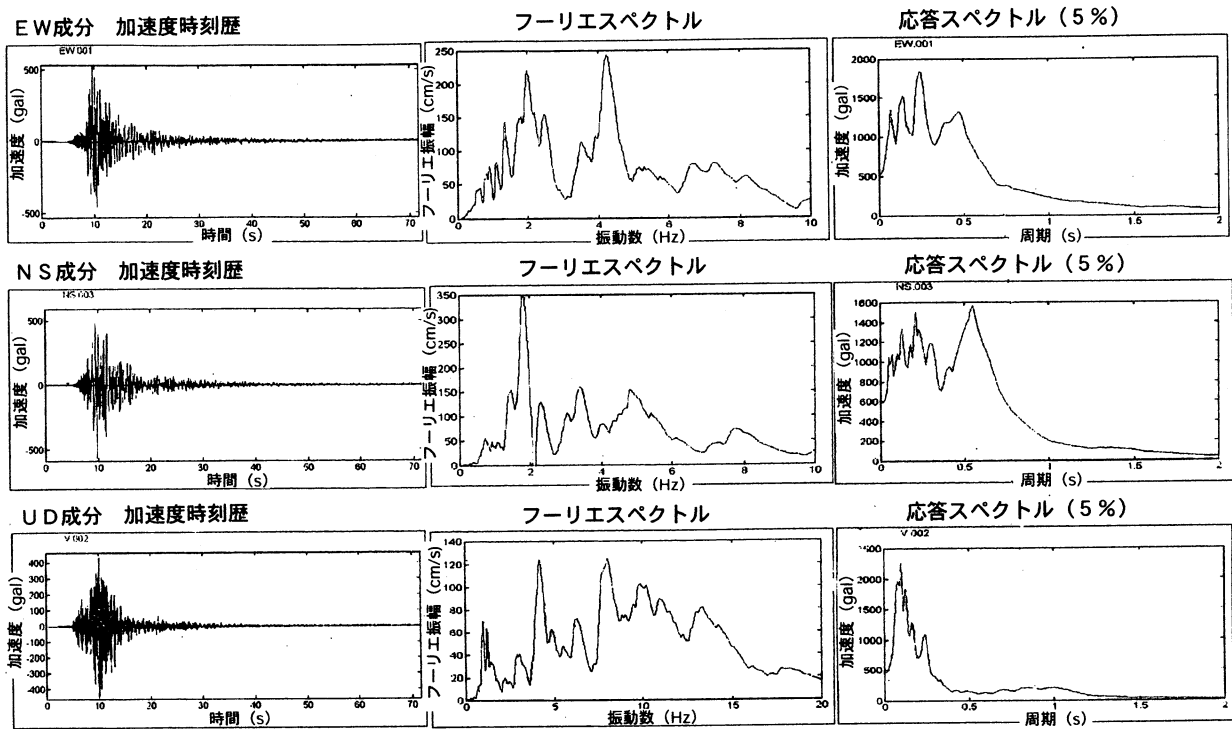 EW成分 加速度時刻歴
EW.001
加速度 (gal)
500
0
-500
0 10 20 30 40 50 60 70
時間 (s)
フーリエスペクトル
フーリエ振幅 (cm/s)
250
200
150
100
50
0
0 2 4 6 8 10
振動数 (Hz)
応答スペクトル (5%)
EW.001
加速度 (gal)
2000
1500
1000
500
0
0 0.5 1 1.5 2
周期 (s)
NS成分 加速度時刻歴
NS.003
加速度 (gal)
500
0
-500
0 10 20 30 40 50 60 70
時間 (s)
フーリエスペクトル
フーリエ振幅 (cm/s)
350
300
250
200
150
100
50
0
0 2 4 6 8 10
振動数 (Hz)
応答スペクトル (5%)
NS.003
加速度 (gal)
1600
1400
1200
1000
800
600
400
200
0
0 0.5 1 1.5 2
周期 (s)
UD成分 加速度時刻歴
V.002
加速度 (gal)
400
300
200
100
0
-100
-200
-300
-400
0 10 20 30 40 50 60 70
時間 (s)
フーリエスペクトル
フーリエ振幅 (cm/s)
140
120
100
80
60
40
20
0
0 5 10 15 20
振動数 (Hz)
応答スペクトル (5%)
V.002
加速度 (gal)
2500
2000
1500
1000
500
0
0 0.5 1 1.5 2
周期 (s)